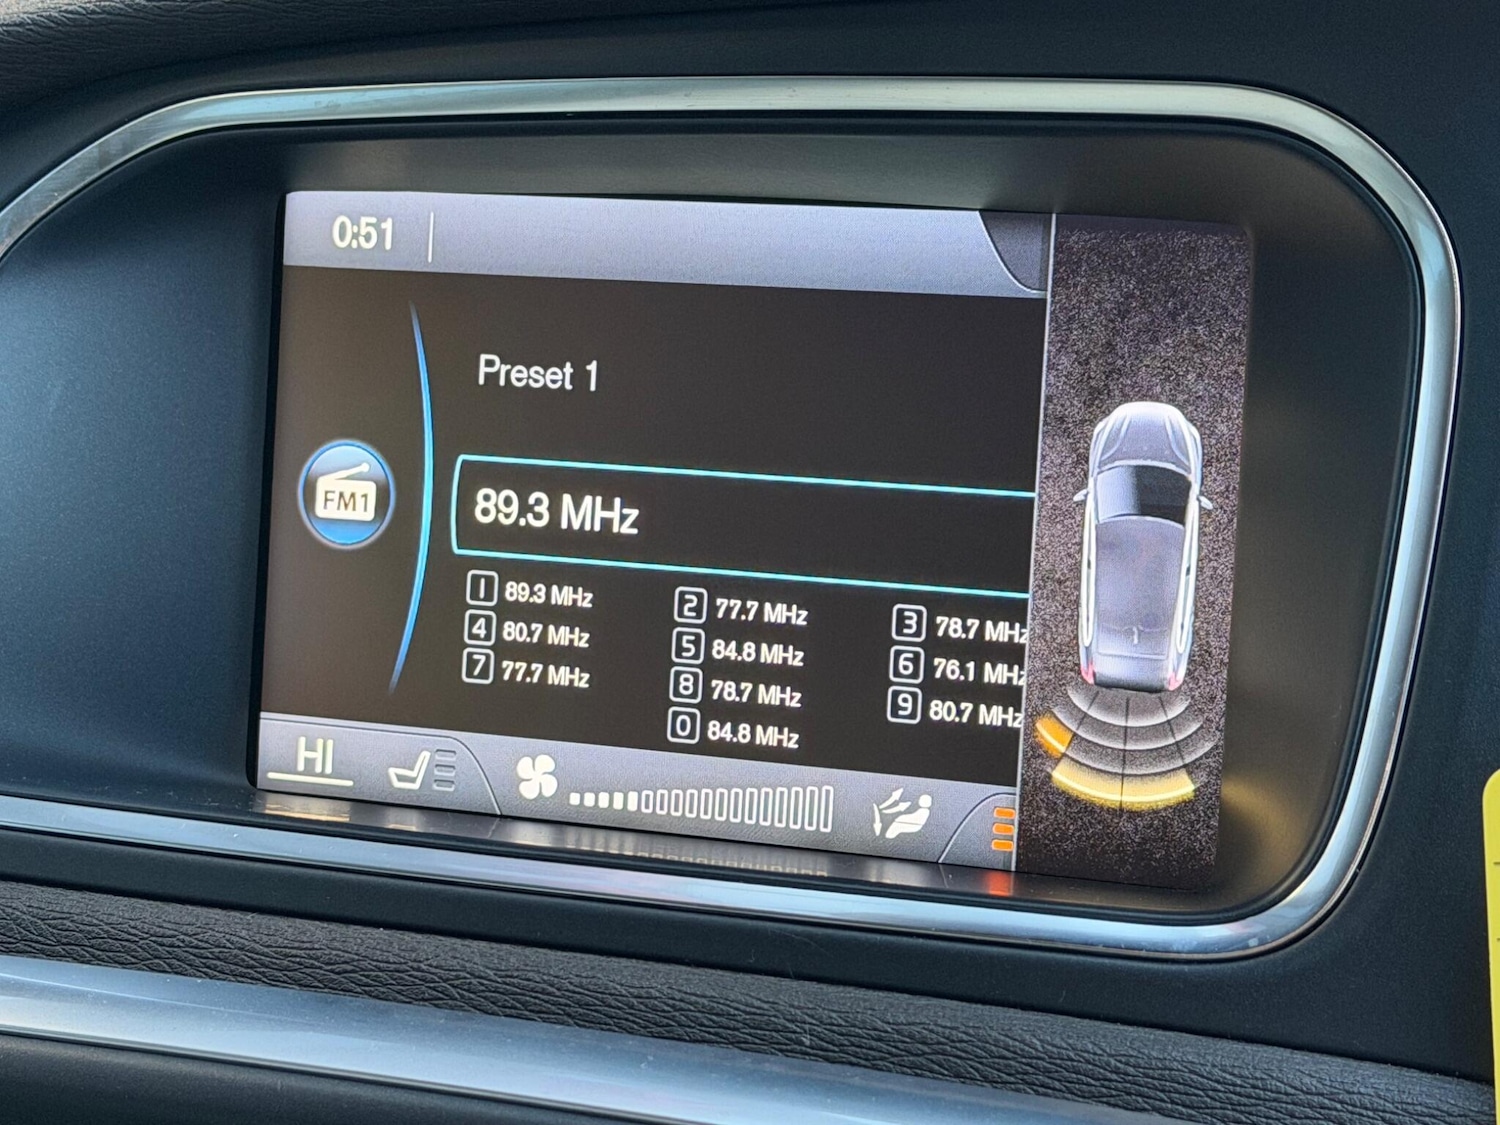 0:51
Preset 1
FM1
89.3 MHz
1 89.3 MHz 2 77.7 MHz 3 78.7 MHz
4 80.7 MHz 5 84.8 MHz 6 76.1 MHz
7 77.7 MHz 8 78.7 MHz 9 80.7 MHz
0 84.8 MHz
HI